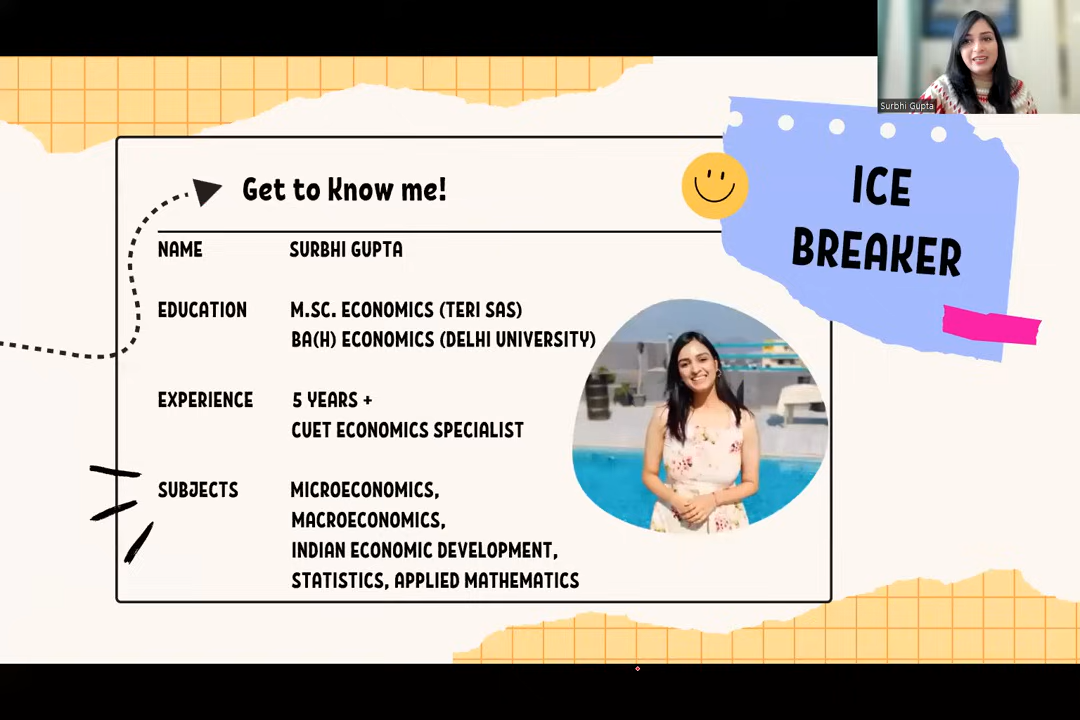 Surbhi Gupta
ICE
BREAKER
Get to Know me!
NAME SURBHI GUPTA
EDUCATION M.SC. ECONOMICS (TERI SAS)
BA(H) ECONOMICS (DELHI UNIVERSITY)
EXPERIENCE 5 YEARS +
CUET ECONOMICS SPECIALIST
SUBJECTS MICROECONOMICS,
MACROECONOMICS,
INDIAN ECONOMIC DEVELOPMENT,
STATISTICS, APPLIED MATHEMATICS